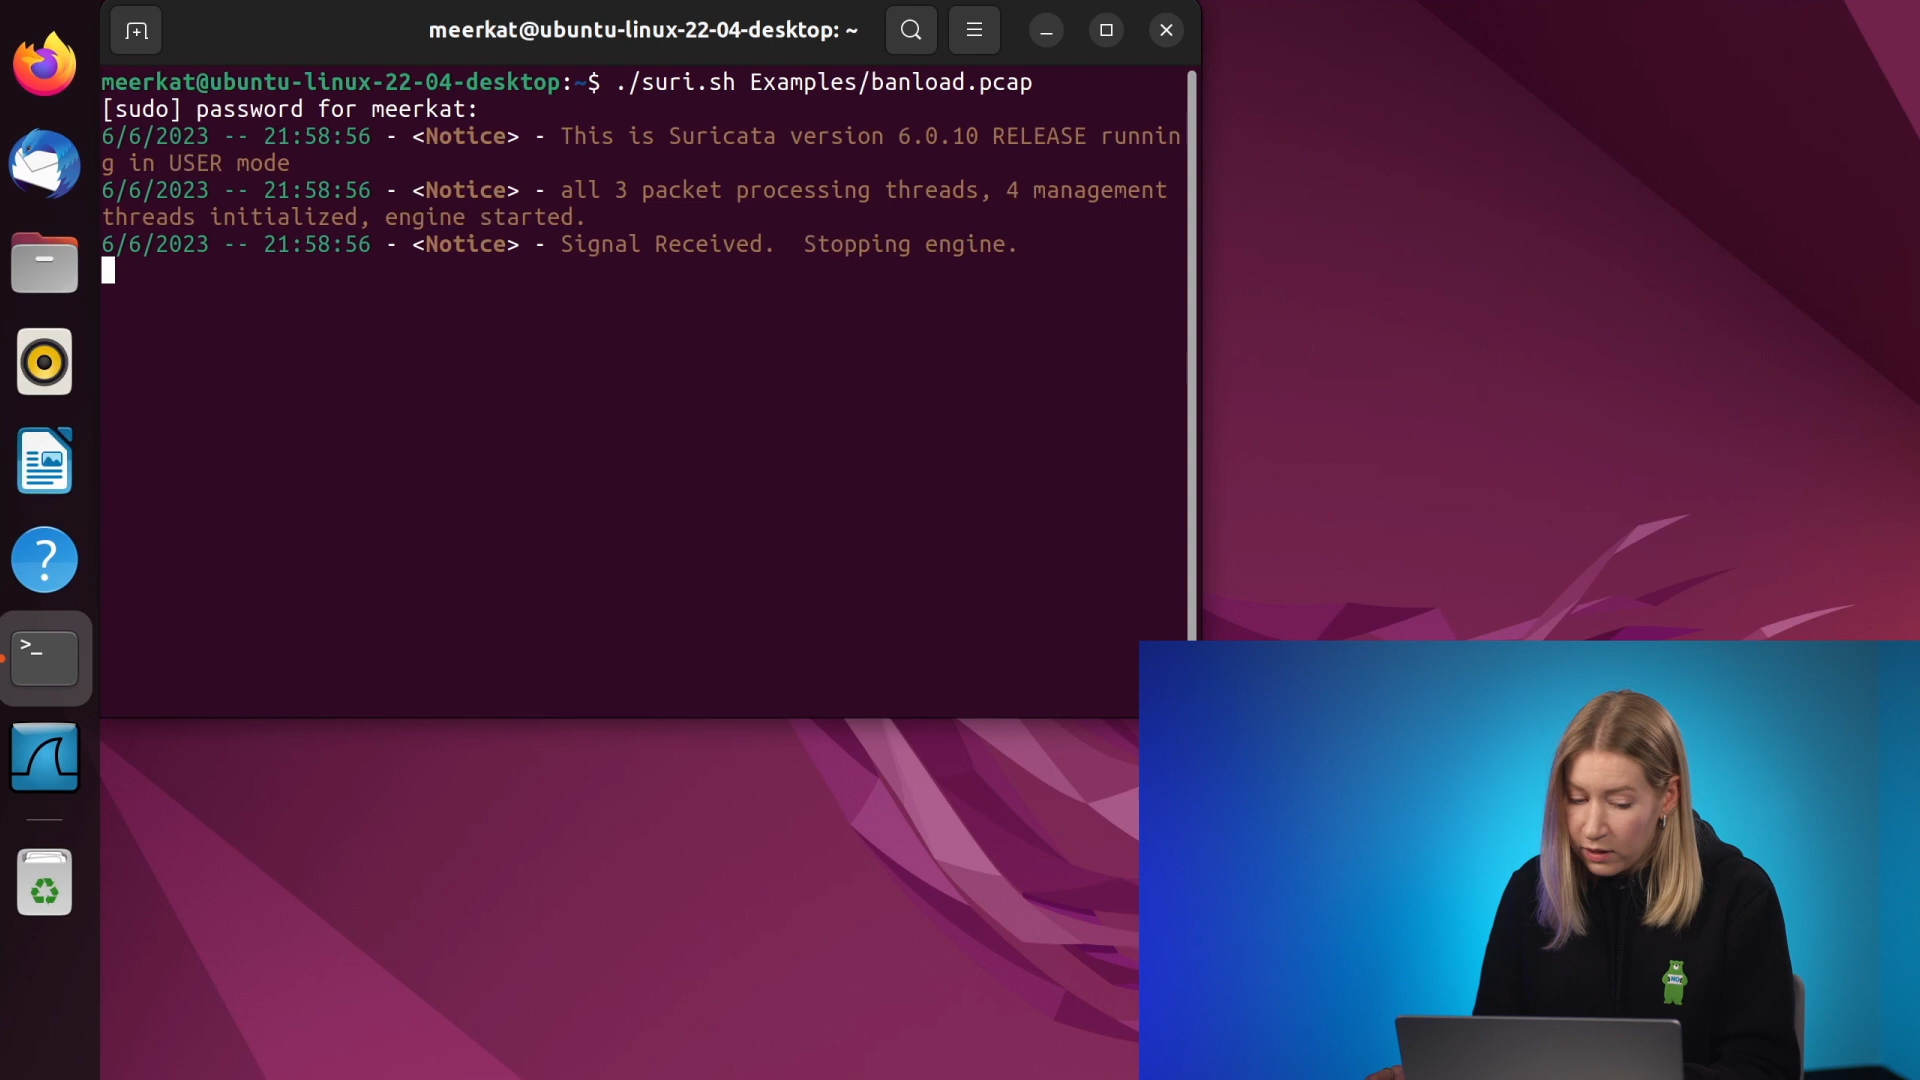 meerkat@ubuntu-linux-22-04-desktop: ~
meerkat@ubuntu-linux-22-04-desktop:~$ ./suri.sh Examples/banload.pcap
[sudo] password for meerkat:
6/6/2023 -- 21:58:56 - <Notice> - This is Suricata version 6.0.10 RELEASE runnin
g in USER mode
6/6/2023 -- 21:58:56 - <Notice> - all 3 packet processing threads, 4 management
threads initialized, engine started.
6/6/2023 -- 21:58:56 - <Notice> - Signal Received.  Stopping engine.